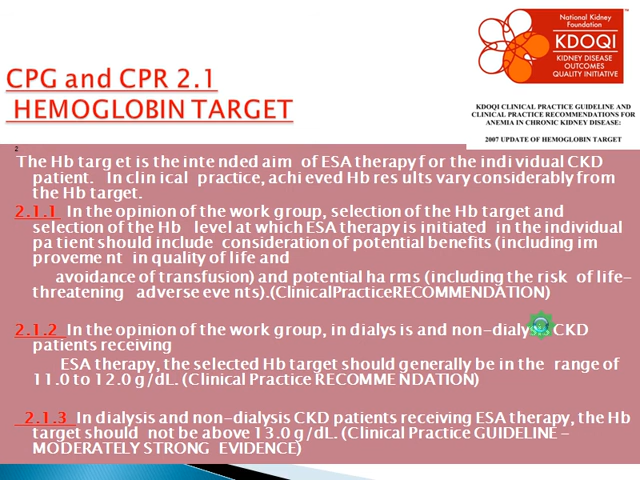 National Kidney
Foundation
KDOQI
KIDNEY DISEASE
OUTCOMES
QUALITY INITIATIVE
TM
KDOQI CLINICAL PRACTICE GUIDELINE AND
CLINICAL PRACTICE RECOMMENDATIONS FOR
ANEMIA IN CHRONIC KIDNEY DISEASE:
2007 UPDATE OF HEMOGLOBIN TARGET
CPG and CPR 2.1
HEMOGLOBIN TARGET
2
The Hb targ et is the inte nded aim of ESA therapy f or the indi vidual CKD
patient. In clin ical practice, achi eved Hb res ults vary considerably from
the Hb target.
2.1.1 In the opinion of the work group, selection of the Hb target and
selection of the Hb level at which ESA therapy is initiated in the individual
pa tient should include consideration of potential benefits (including im
proveme nt in quality of life and
avoidance of transfusion) and potential ha rms (including the risk of life-
threatening adverse eve nts).(ClinicalPracticeRECOMMENDATION)
2.1.2 In the opinion of the work group, in dialys is and non-dialysis CKD
patients receiving
ESA therapy, the selected Hb target should generally be in the range of
11.0 to 12.0 g/dL. (Clinical Practice RECOMME NDATION)
2.1.3 In dialysis and non-dialysis CKD patients receiving ESA therapy, the Hb
target should not be above 13.0 g/dL. (Clinical Practice GUIDELINE -
MODERATELY STRONG EVIDENCE)